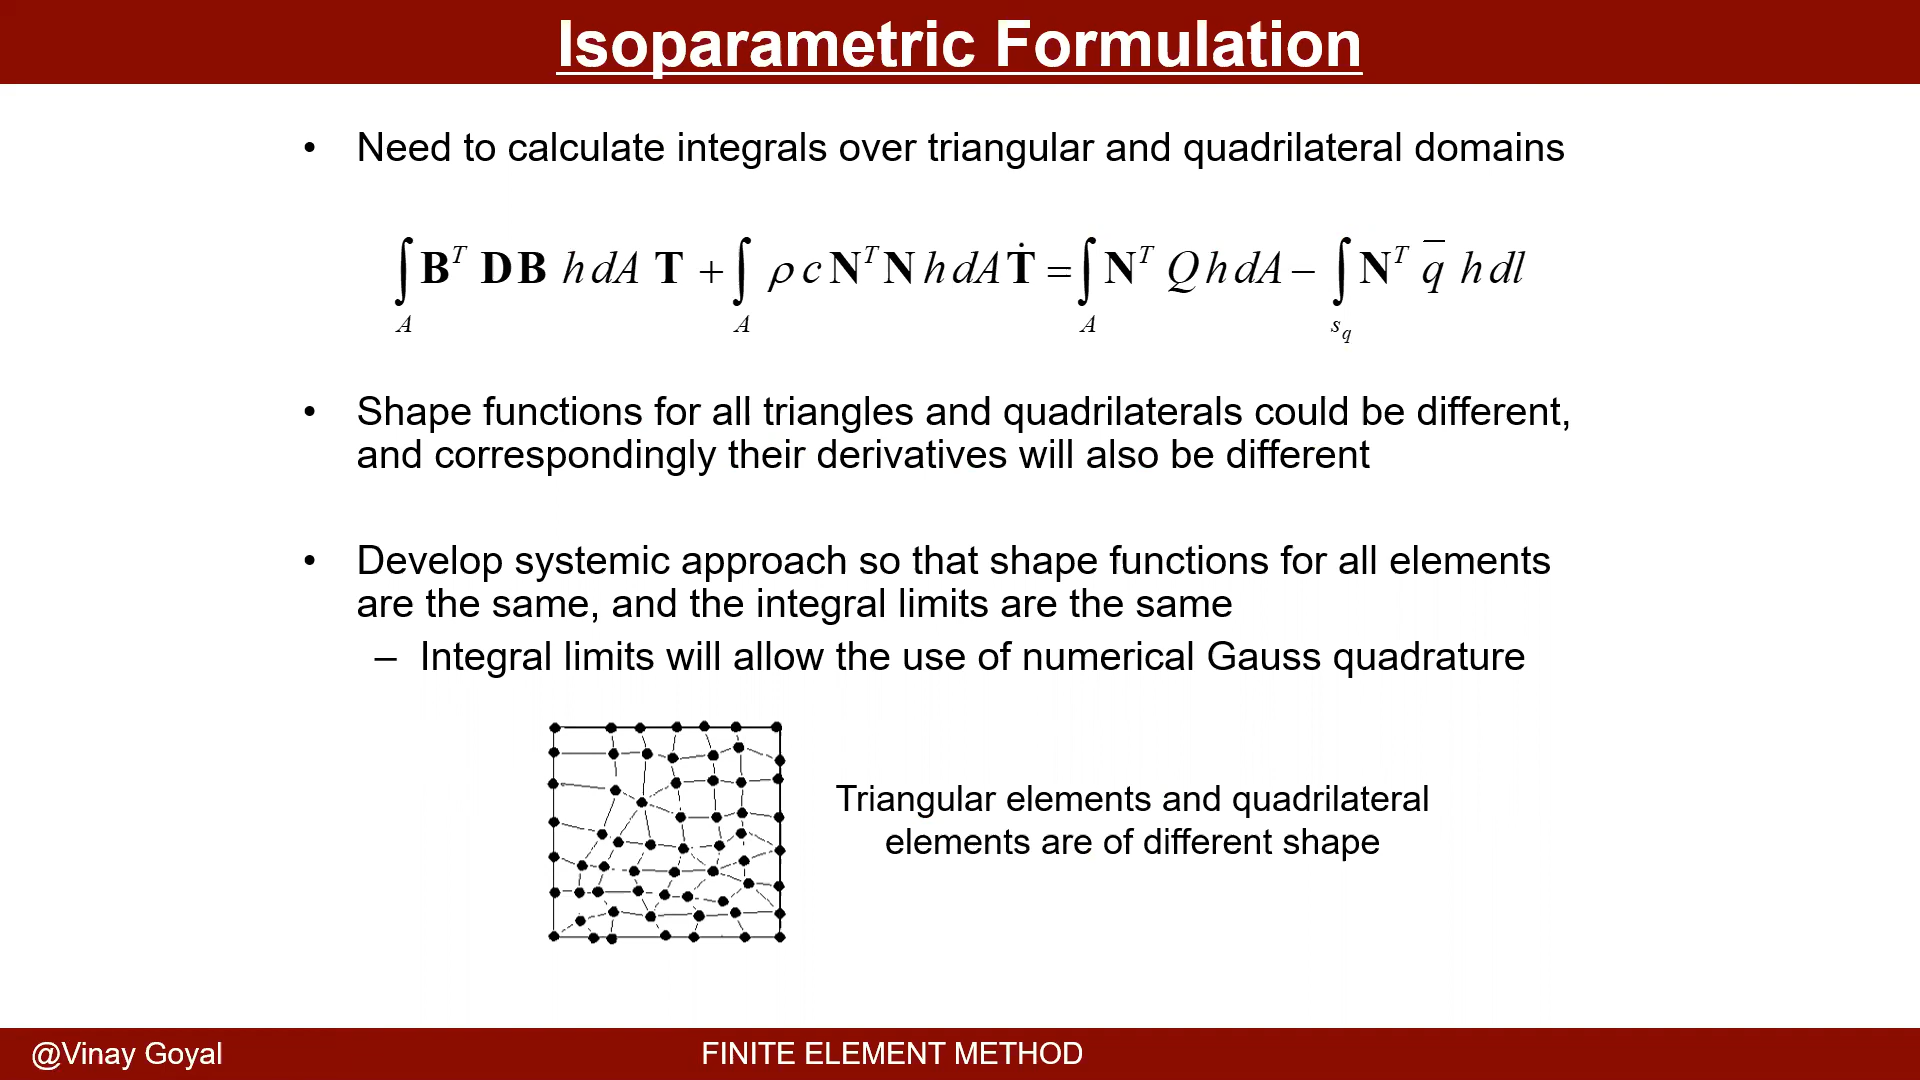 Isoparametric Formulation
• Need to calculate integrals over triangular and quadrilateral domains
∫_A 𝐁^T 𝐃𝐁 h dA 𝐓 + ∫_A ρ c 𝐍^T 𝐍 h dA 𝐓̇ = ∫_A 𝐍^T Q h dA − ∫_{s_q} 𝐍^T q̅ h dl
• Shape functions for all triangles and quadrilaterals could be different,
and correspondingly their derivatives will also be different
• Develop systemic approach so that shape functions for all elements
are the same, and the integral limits are the same
– Integral limits will allow the use of numerical Gauss quadrature
Triangular elements and quadrilateral
elements are of different shape
@Vinay Goyal
FINITE ELEMENT METHOD